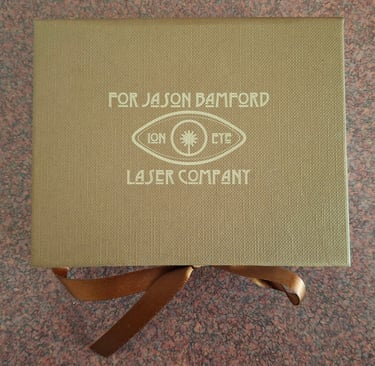 FOR JASON BAMFORD
ION EYE
LASER COMPANY